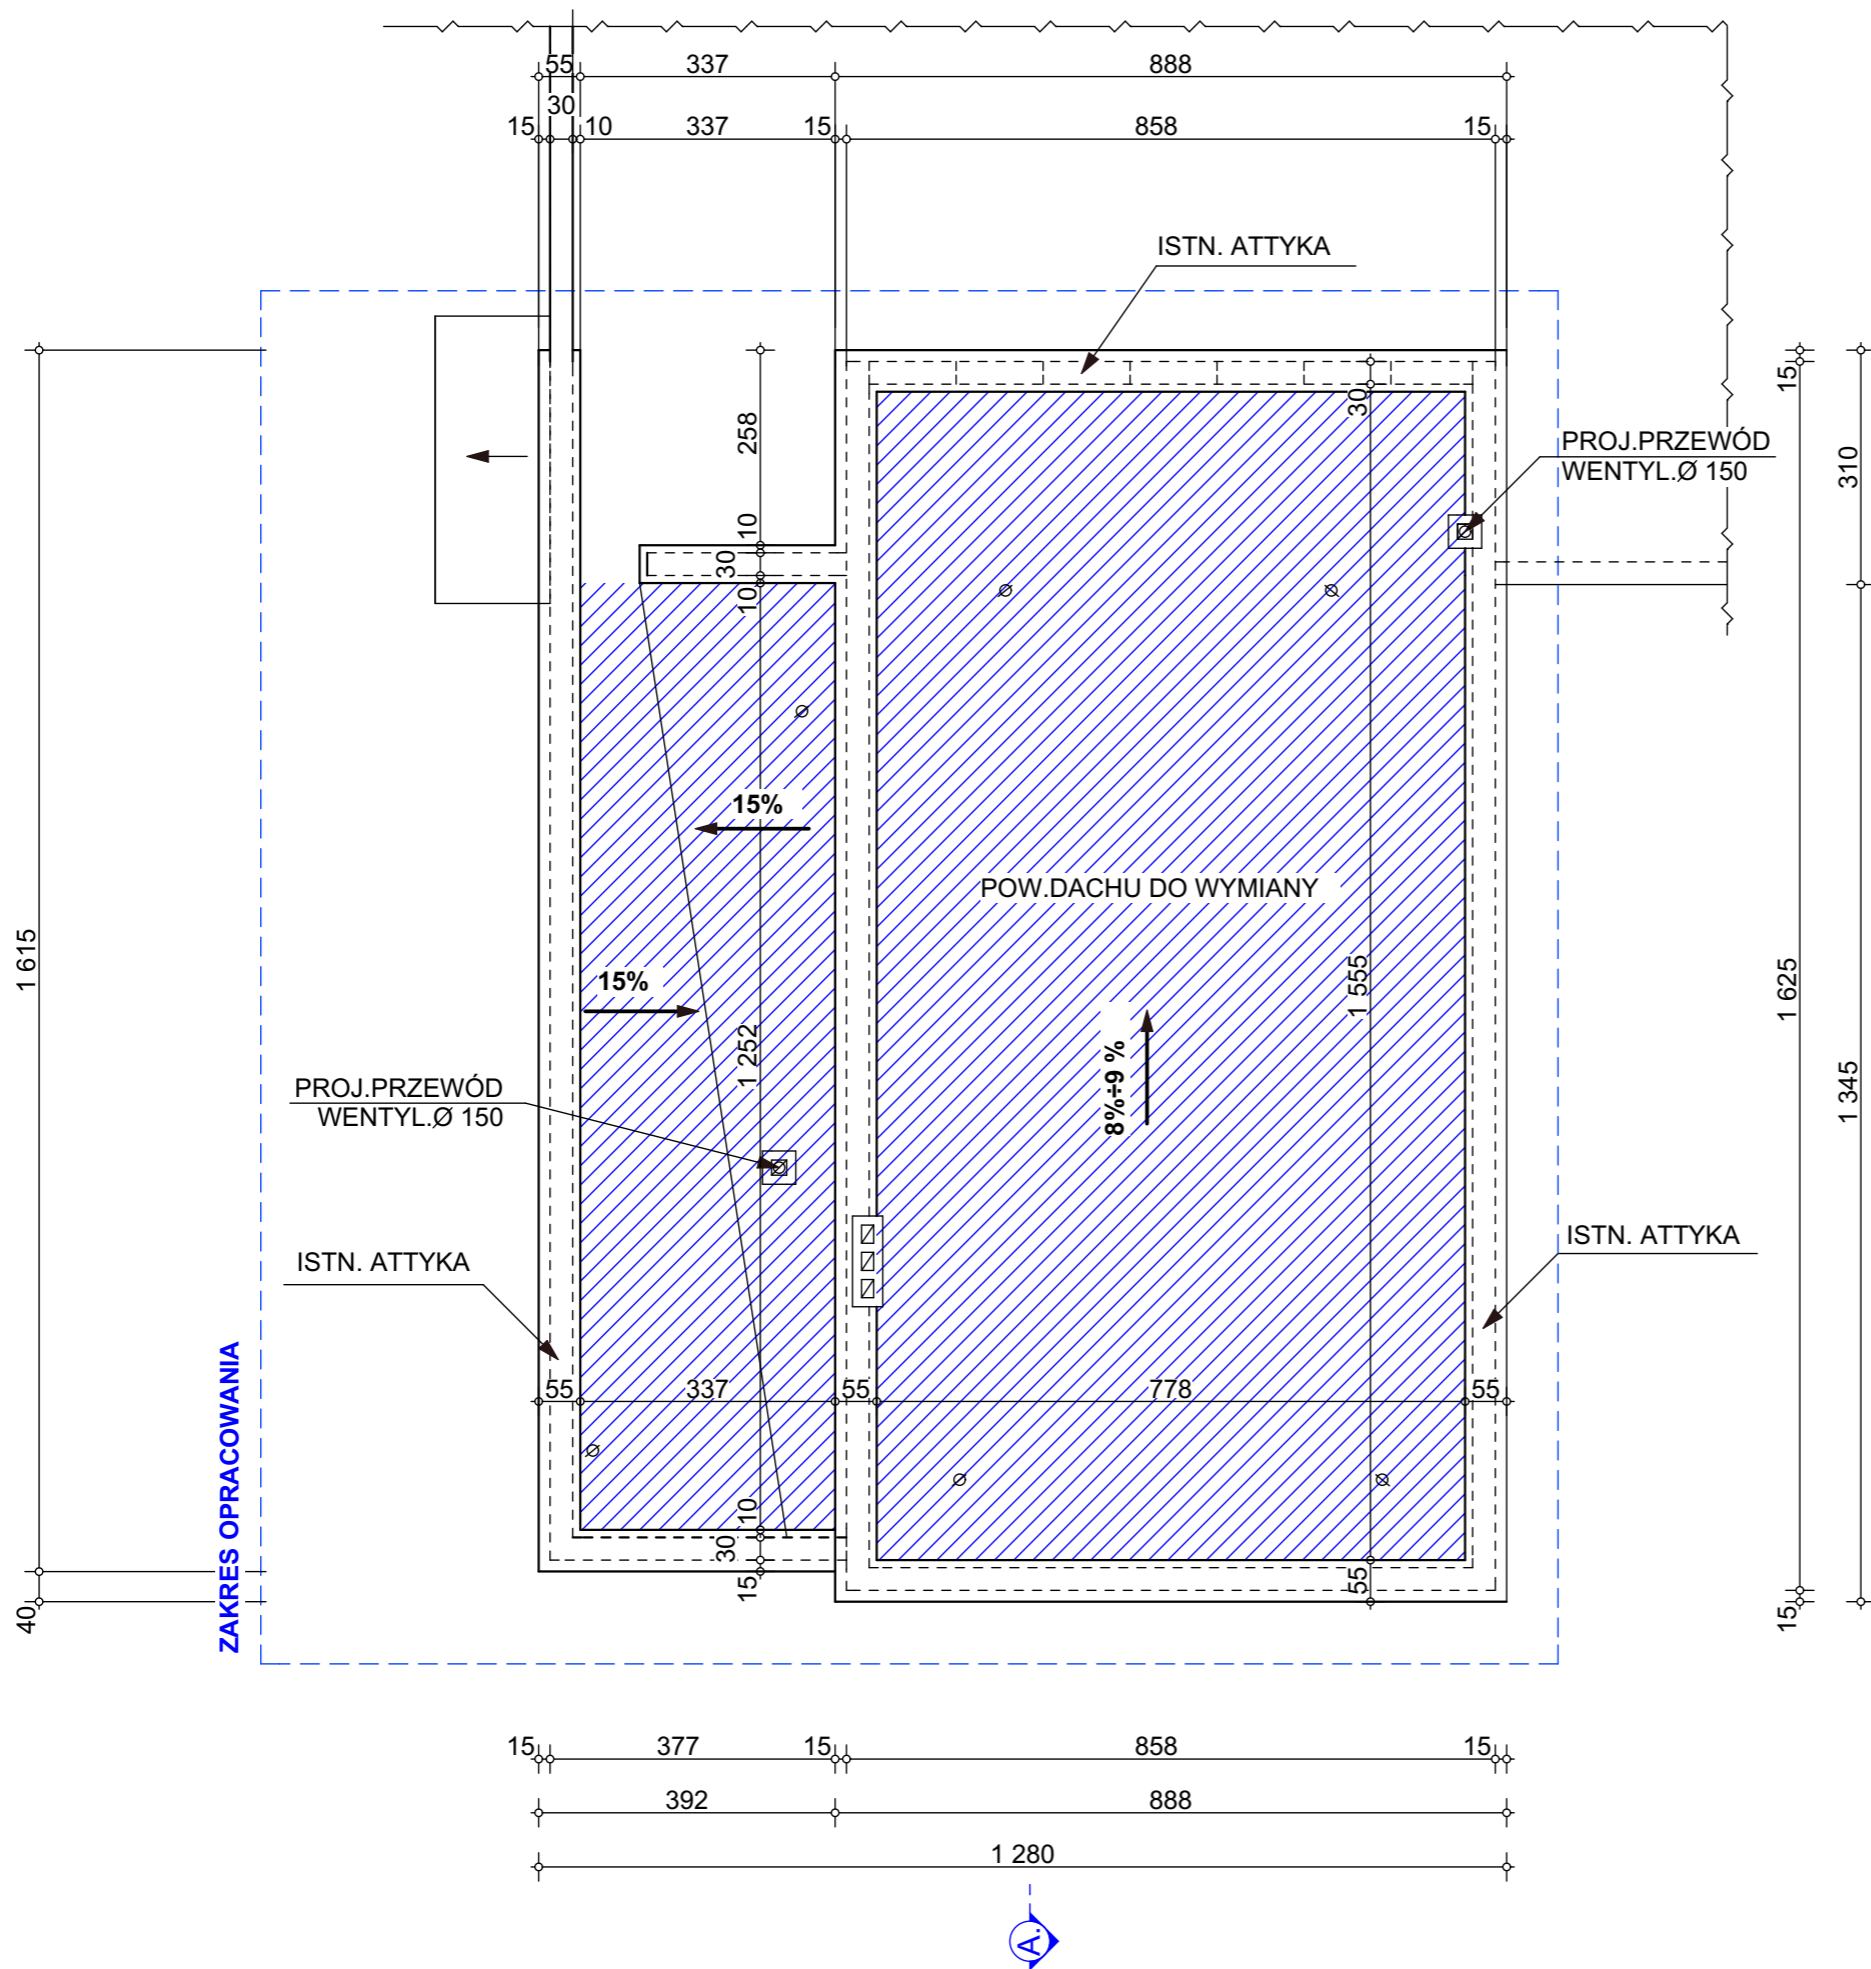 55 337 888
30
15 10 337 15 858 15
ISTN. ATTYKA
15
30
258
PROJ.PRZEWÓD
WENTYL.Ø 150
310
10
30
10
15%
POW.DACHU DO WYMIANY
1 615
15%
1 555
1 625
1 252
8%÷9 %
1 345
PROJ.PRZEWÓD
WENTYL.Ø 150
ISTN. ATTYKA
ISTN. ATTYKA
ZAKRES OPRACOWANIA
55 337 55 778 55
10
30
15
55
40
15
15 377 15 858 15
392 888
1 280
A.